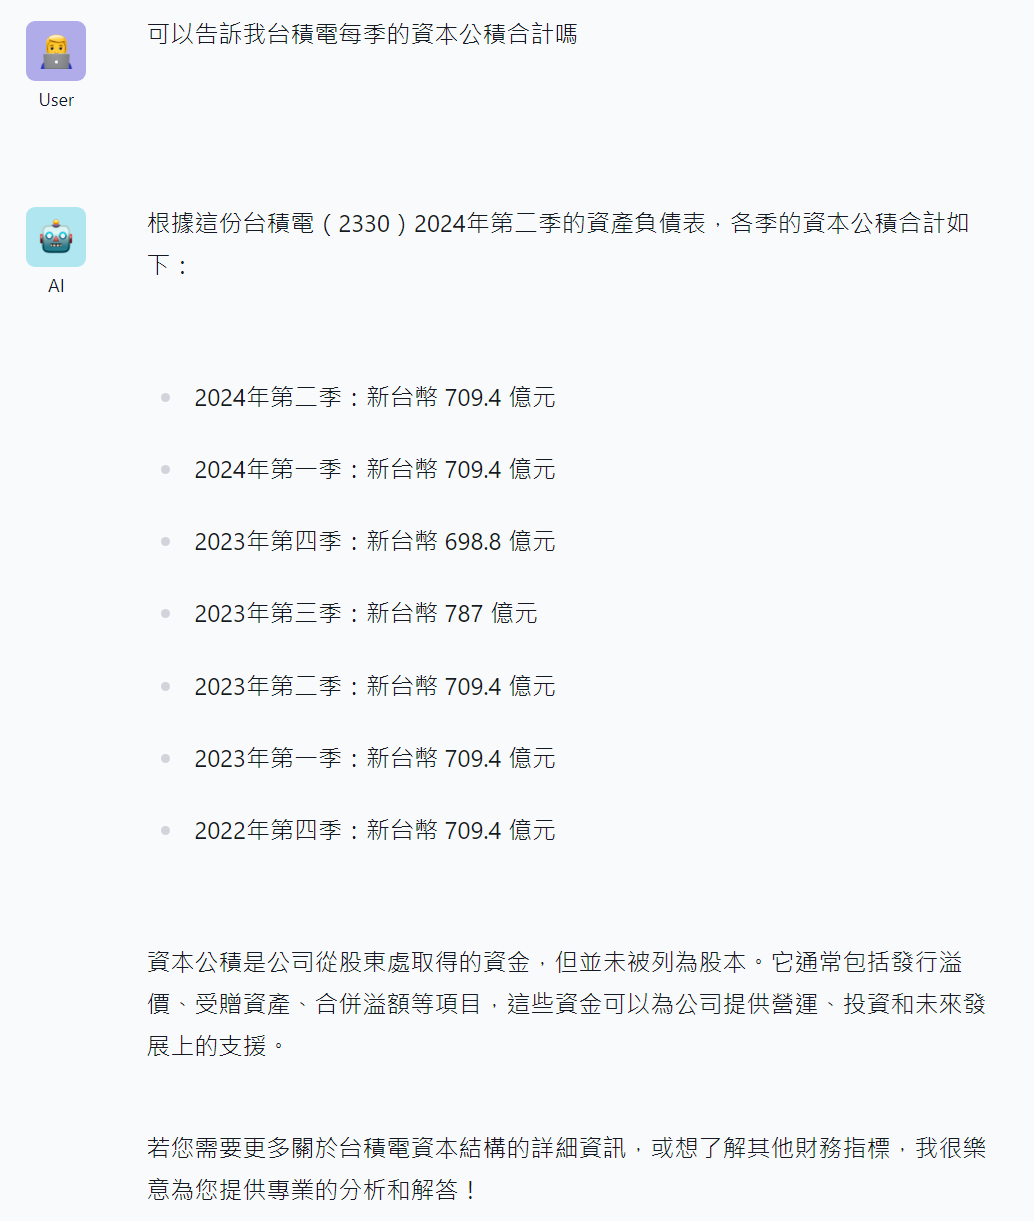 可以告訴我台積電每季的資本公積合計嗎
User
根據這份台積電（2330）2024年第二季的資產負債表，各季的資本公積合計如
下：
AI
2024年第二季：新台幣 709.4 億元
2024年第一季：新台幣 709.4 億元
2023年第四季：新台幣 698.8 億元
2023年第三季：新台幣 787 億元
2023年第二季：新台幣 709.4 億元
2023年第一季：新台幣 709.4 億元
2022年第四季：新台幣 709.4 億元
資本公積是公司從股東處取得的資金，但並未被列為股本。它通常包括發行溢
價、受贈資產、合併溢額等項目，這些資金可以為公司提供營運、投資和未來發
展上的支援。
若您需要更多關於台積電資本結構的詳細資訊，或想了解其他財務指標，我很樂
意為您提供專業的分析和解答！